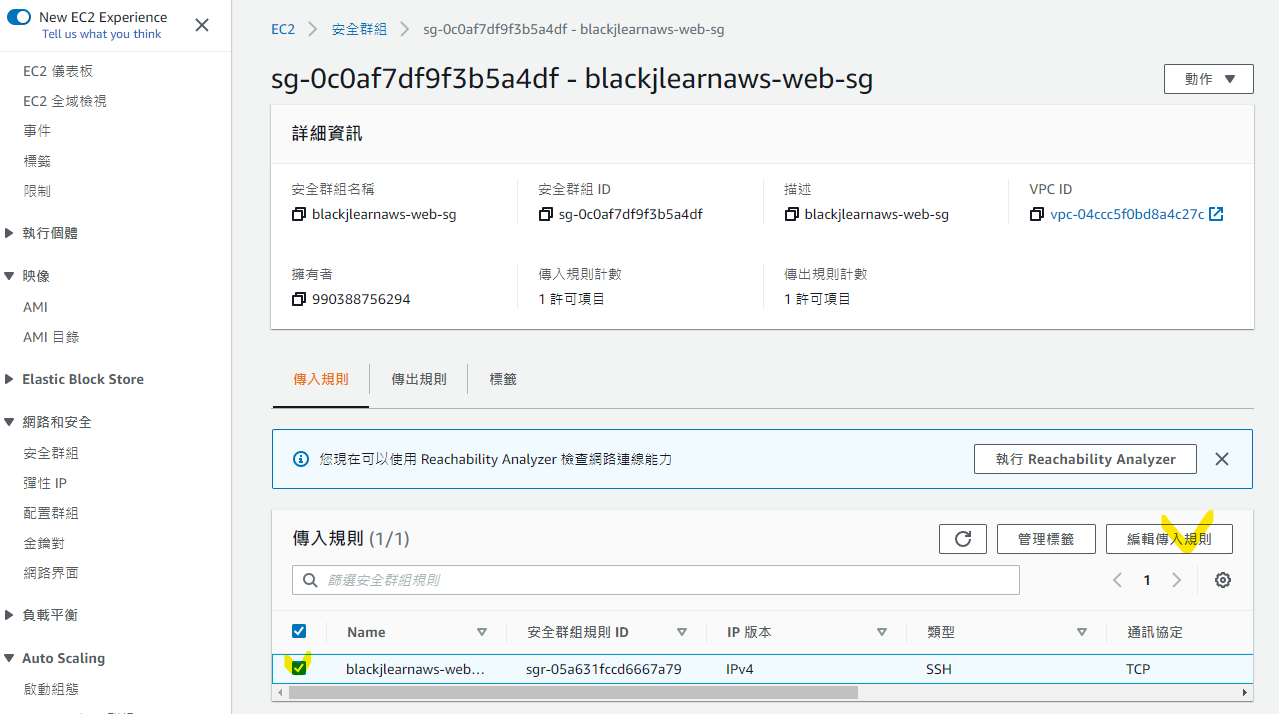 New EC2 Experience
Tell us what you think
EC2 儀表板
EC2 全域檢視
事件
標籤
限制
執行個體
映像
AMI
AMI 目錄
Elastic Block Store
網路和安全
安全群組
彈性 IP
配置群組
金鑰對
網路界面
負載平衡
Auto Scaling
啟動組態
EC2 安全群組 sg-0c0af7df9f3b5a4df - blackjlearnaws-web-sg
sg-0c0af7df9f3b5a4df - blackjlearnaws-web-sg
動作
詳細資訊
安全群組名稱 安全群組 ID 描述 VPC ID
blackjlearnaws-web-sg sg-0c0af7df9f3b5a4df blackjlearnaws-web-sg vpc-04ccc5f0bd8a4c27c
擁有者 傳入規則計數 傳出規則計數
990388756294 1 許可項目 1 許可項目
傳入規則 傳出規則 標籤
您現在可以使用 Reachability Analyzer 檢查網路連線能力 執行 Reachability Analyzer
傳入規則 (1/1) 管理標籤 編輯傳入規則
篩選安全群組規則 1
Name 安全群組規則 ID IP 版本 類型 通訊協定
blackjlearnaws-web... sgr-05a631fccd6667a79 IPv4 SSH TCP